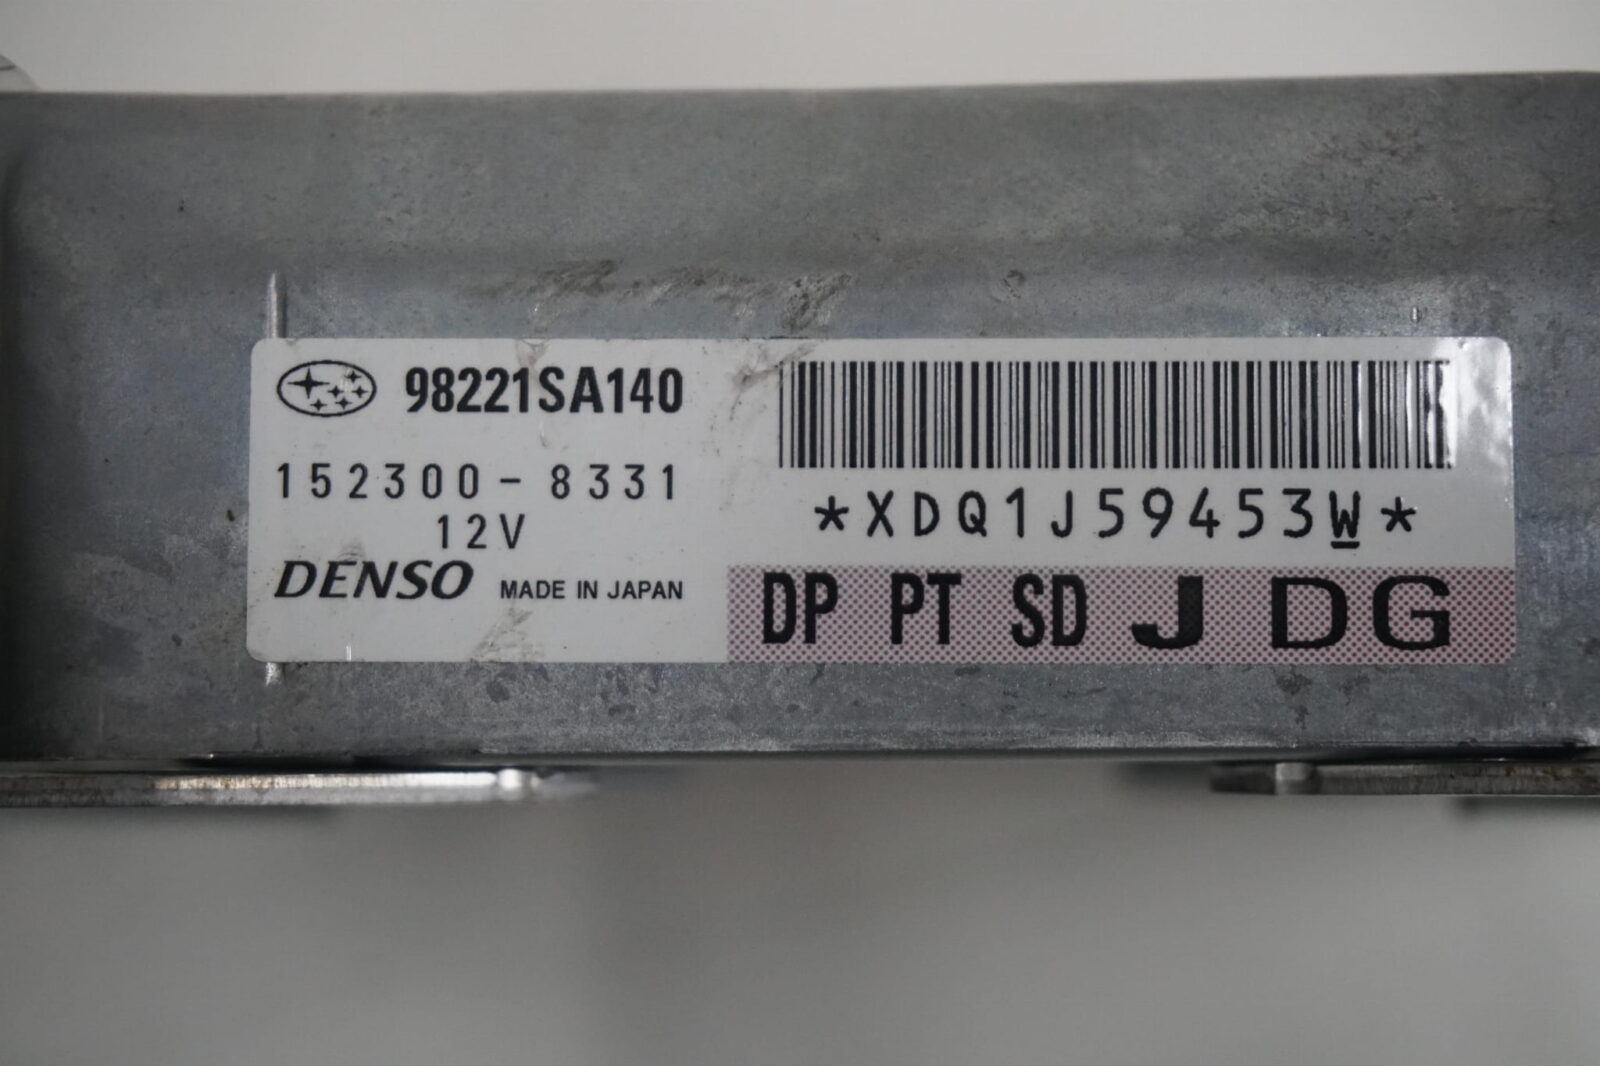 98221SA140
152300-8331
12V
DENSO MADE IN JAPAN
*XDQ1J59453W*
DP PT SD J DG